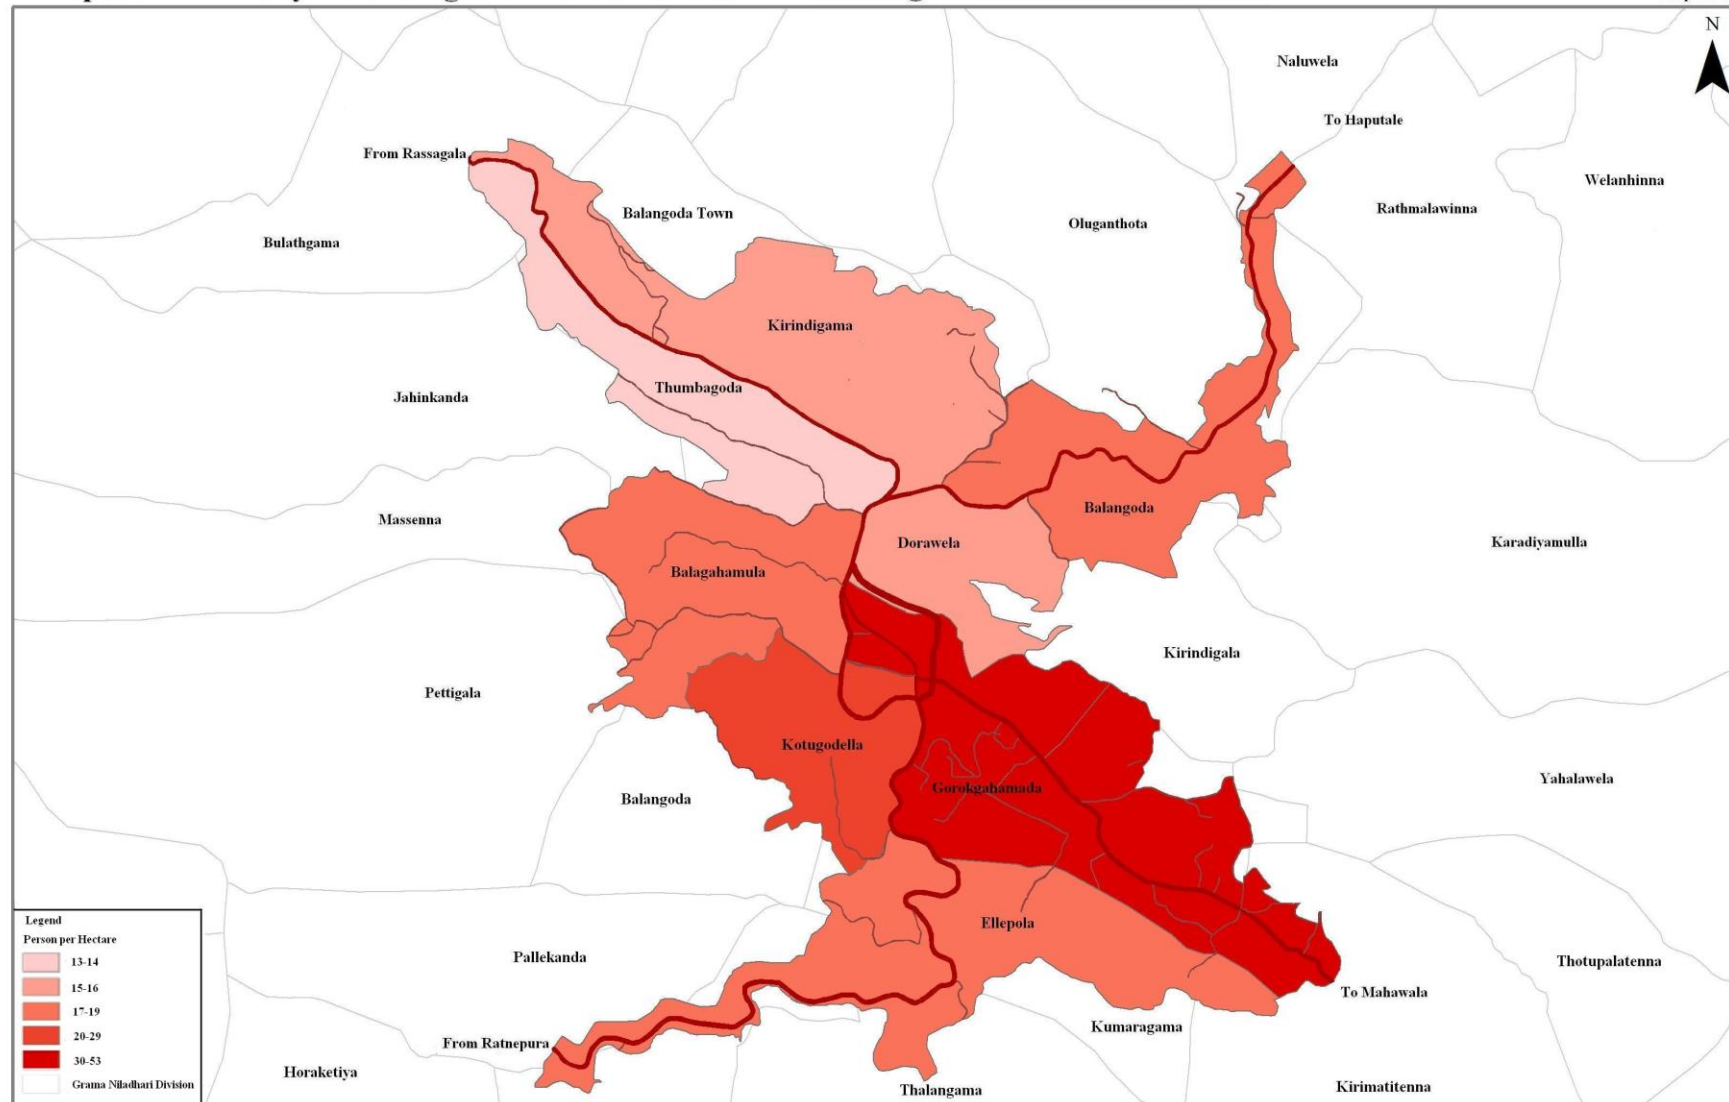 N
Naluwela
To Haputale
From Rassagala
Welanhinna
Rathmalawinna
Balangoda Town
Oluganthota
Bulathgama
Kirindigama
Thumbagoda
Jahinkanda
Balangoda
Massenna
Dorawela
Karadiyamulla
Balagahamula
Kirindigala
Pettigala
Kotugodella
Yahalawela
Gorokgahamada
Balangoda
Ellepola
Pallekanda
Thotupalatenna
To Mahawala
Kumaragama
From Ratnepura
Horaketiya
Thalangama
Kirimatitenna
Legend
Person per Hectare
13-14
15-16
17-19
20-29
30-53
Grama Niladhari Division